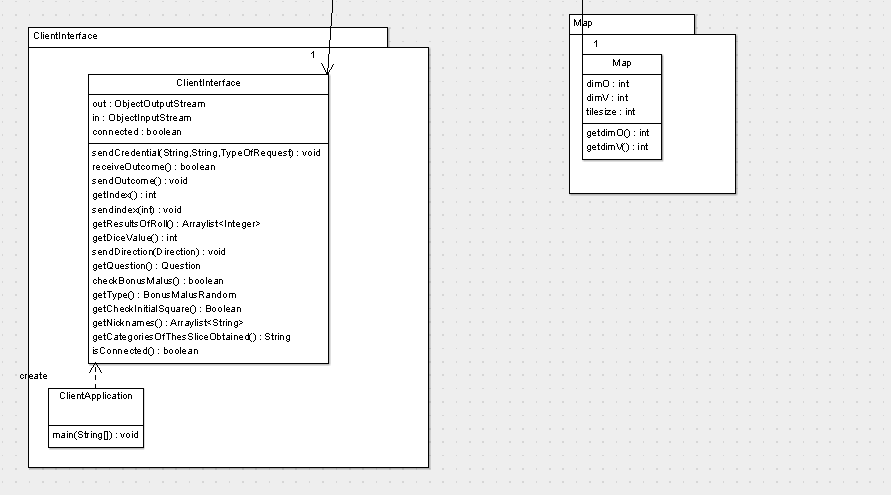 ClientInterface
1
ClientInterface
out : ObjectOutputStream
in : ObjectInputStream
connected : boolean
sendCredential(String,String,TypeOfRequest) : void
receiveOutcome() : boolean
sendOutcome() : void
getIndex() : int
sendindex(int) : void
getResultsOfRoll() : Arraylist<Integer>
getDiceValue() : int
sendDirection(Direction) : void
getQuestion() : Question
checkBonusMalus() : boolean
getType() : BonusMalusRandom
getCheckInitialSquare() : Boolean
getNicknames() : Arraylist<String>
getCategoriesOfThesSliceObtained() : String
isConnected() : boolean
create
ClientApplication
main(String[]) : void
Map
1
Map
dimO : int
dimV : int
tilesize : int
getdimO() : int
getdimV() : int